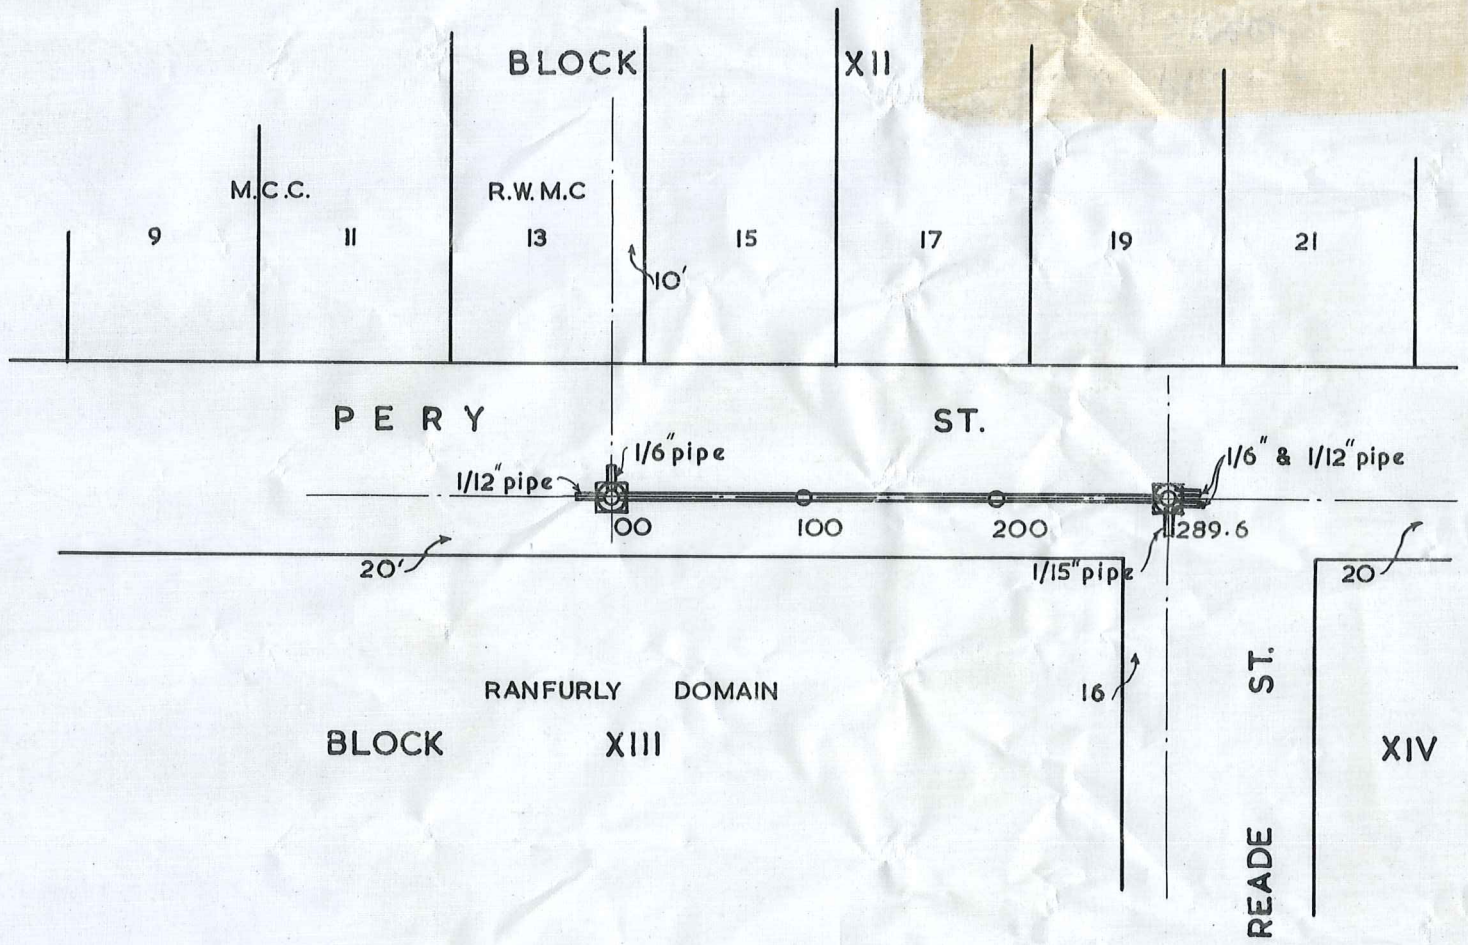 BLOCK XII
M.C.C. R.W.M.C
9 11 13 15 17 19 21
10'
PERY ST.
1/6" pipe
1/12" pipe
1/6" & 1/12" pipe
00 100 200 289.6
20'
1/15" pipe
20
RANFURLY DOMAIN
16
BLOCK XIII
XIV
READE ST.